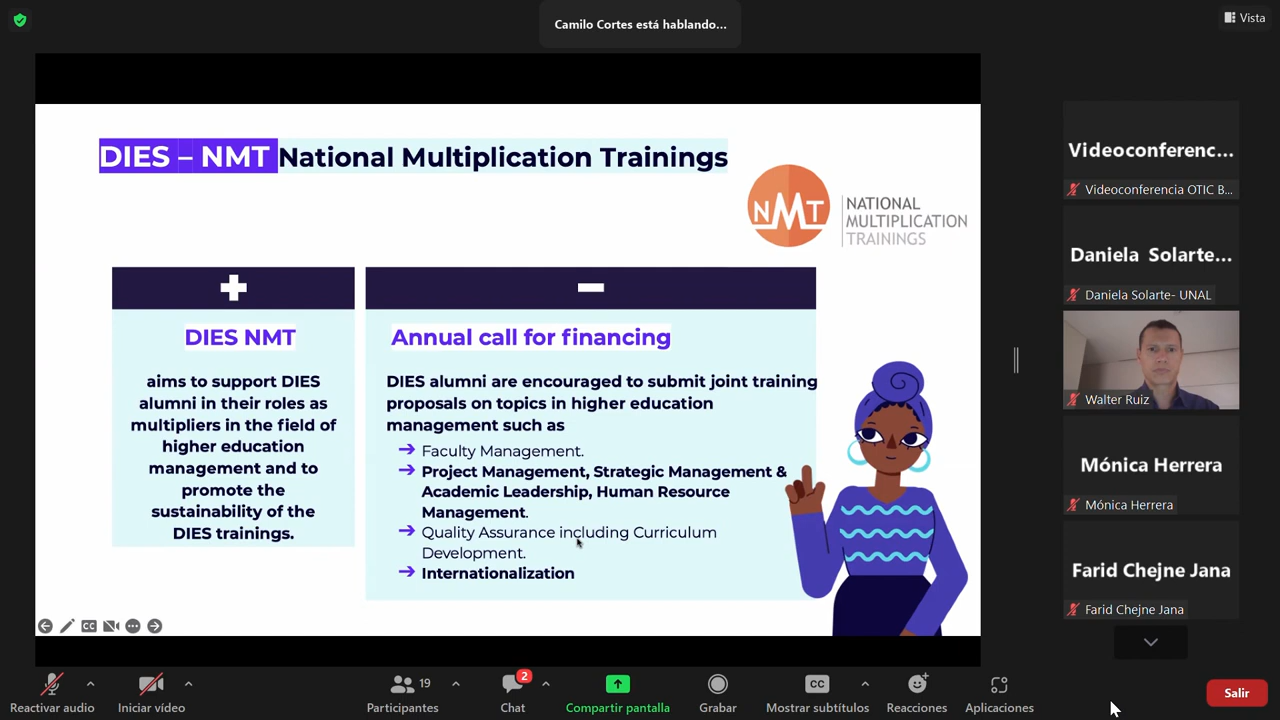 Camilo Cortes está hablando...
Vista
DIES – NMT National Multiplication Trainings
NMT
NATIONAL
MULTIPLICATION
TRAININGS
DIES NMT
aims to support DIES
alumni in their roles as
multipliers in the field of
higher education
management and to
promote the
sustainability of the
DIES trainings.
Annual call for financing
DIES alumni are encouraged to submit joint training
proposals on topics in higher education
management such as
Faculty Management.
Project Management, Strategic Management &
Academic Leadership, Human Resource
Management.
Quality Assurance including Curriculum
Development.
Internationalization
CC
Videoconferenc...
Videoconferencia OTIC B...
Daniela Solarte...
Daniela Solarte- UNAL
Walter Ruiz
Mónica Herrera
Mónica Herrera
Farid Chejne Jana
Farid Chejne Jana
Reactivar audio
Iniciar vídeo
19
Participantes
2
Chat
Compartir pantalla
Grabar
CC
Mostrar subtítulos
Reacciones
Aplicaciones
Salir